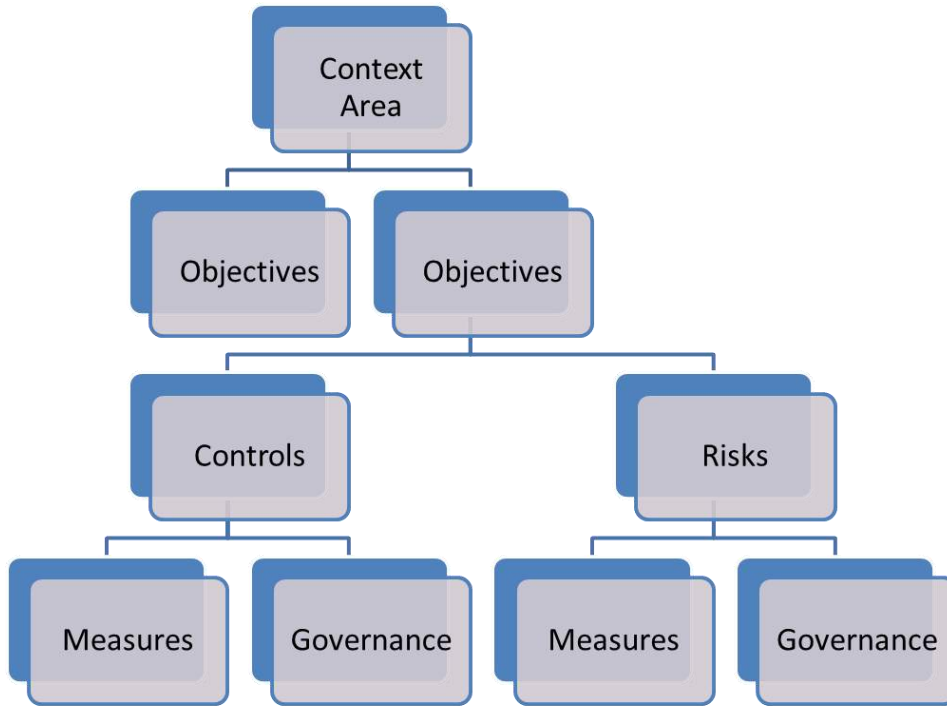 Context
Area
Objectives
Objectives
Controls
Risks
Measures
Governance
Measures
Governance